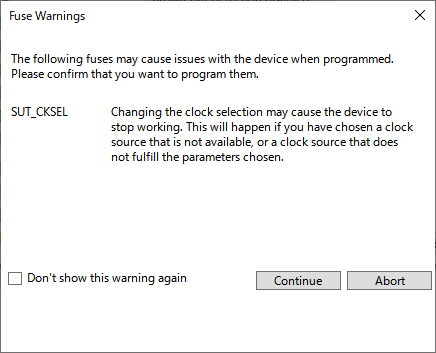 Fuse Warnings
The following fuses may cause issues with the device when programmed.
Please confirm that you want to program them.
SUT_CKSEL Changing the clock selection may cause the device to
stop working. This will happen if you have chosen a clock
source that is not available, or a clock source that does
not fulfill the parameters chosen.
Don't show this warning again Continue Abort